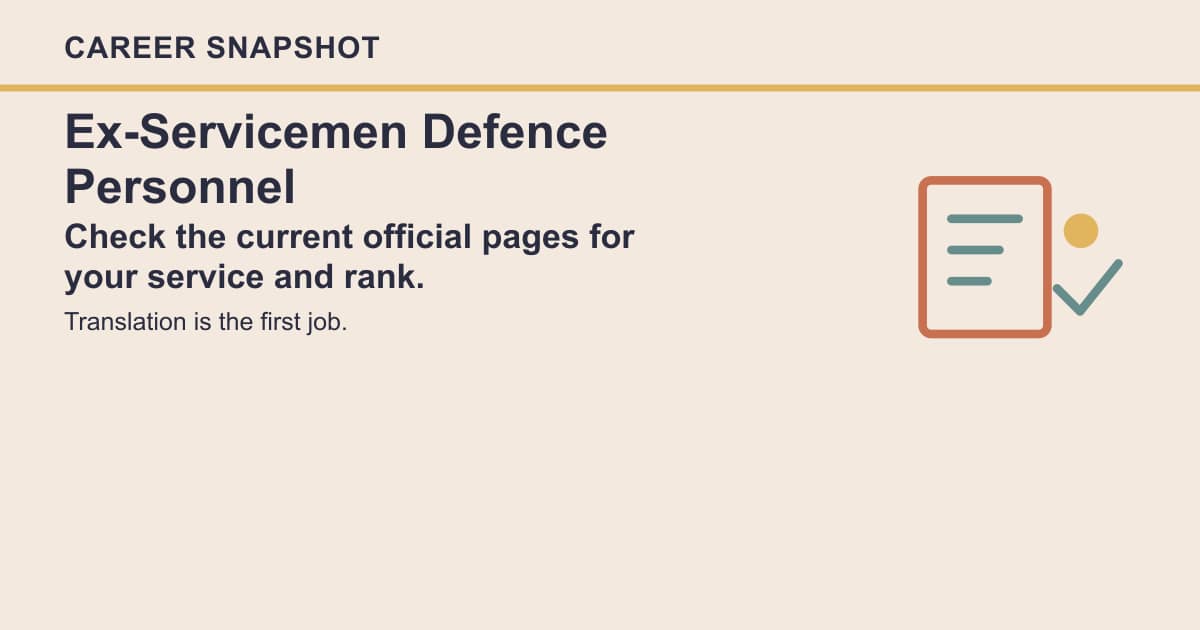 CAREER SNAPSHOT
Ex-Servicemen Defence
Personnel
Check the current official pages for
your service and rank.
Translation is the first job.